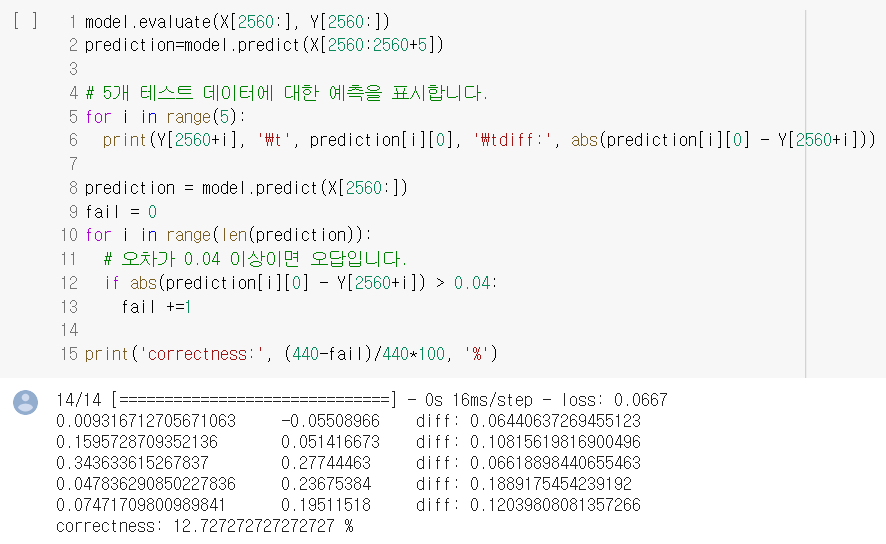 [ ]
1 model.evaluate(X[2560:], Y[2560:])
2 prediction=model.predict(X[2560:2560+5])
3
4 # 5개 테스트 데이터에 대한 예측을 표시합니다.
5 for i in range(5):
6   print(Y[2560+i], '₩t', prediction[i][0], '₩tdiff:', abs(prediction[i][0] - Y[2560+i]))
7
8 prediction = model.predict(X[2560:])
9 fail = 0
10 for i in range(len(prediction)):
11   # 오차가 0.04 이상이면 오답입니다.
12   if abs(prediction[i][0] - Y[2560+i]) > 0.04:
13     fail +=1
14
15 print('correctness:', (440-fail)/440*100, '%')
14/14 [==============================] - 0s 16ms/step - loss: 0.0667
0.009316712705671063 -0.05508966 diff: 0.06440637269455123
0.1595728709352136 0.051416673 diff: 0.10815619816900496
0.343633615267837 0.27744463 diff: 0.06618898440655463
0.047836290850227836 0.23675384 diff: 0.1889175454239192
0.07471709800989841 0.19511518 diff: 0.12039808081357266
correctness: 12.727272727272727 %